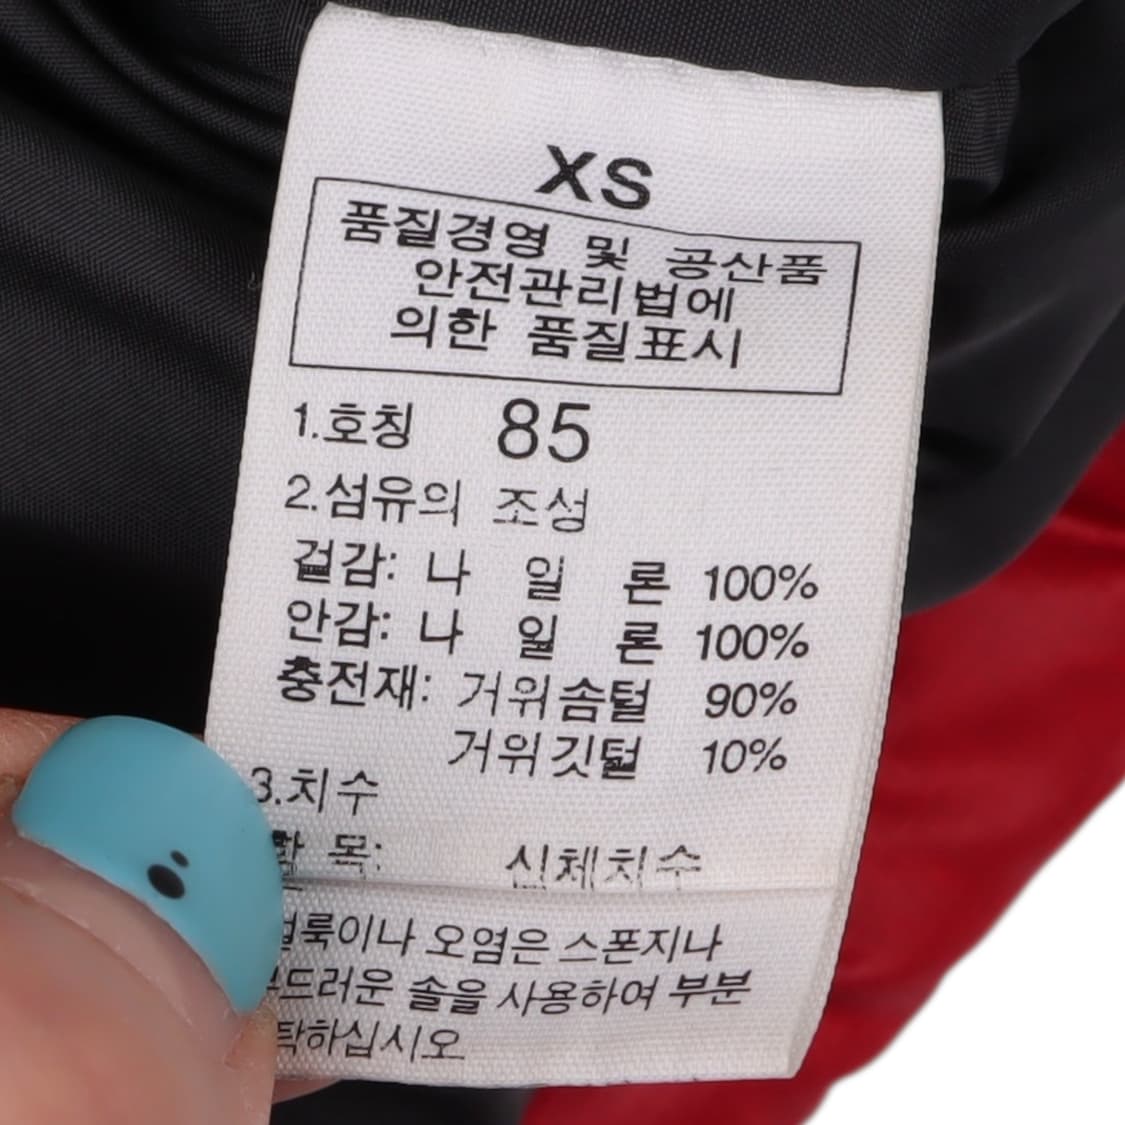 XS
품질경영 및 공산품
안전관리법에
의한 품질표시
1.호칭 85
2.섬유의 조성
겉감: 나 일 론 100%
안감: 나 일 론 100%
충전재: 거위솜털 90%
거위깃털 10%
3.치수
항 목: 신체치수
얼룩이나 오염은 스폰지나
부드러운 솔을 사용하여 부분
세탁하십시오